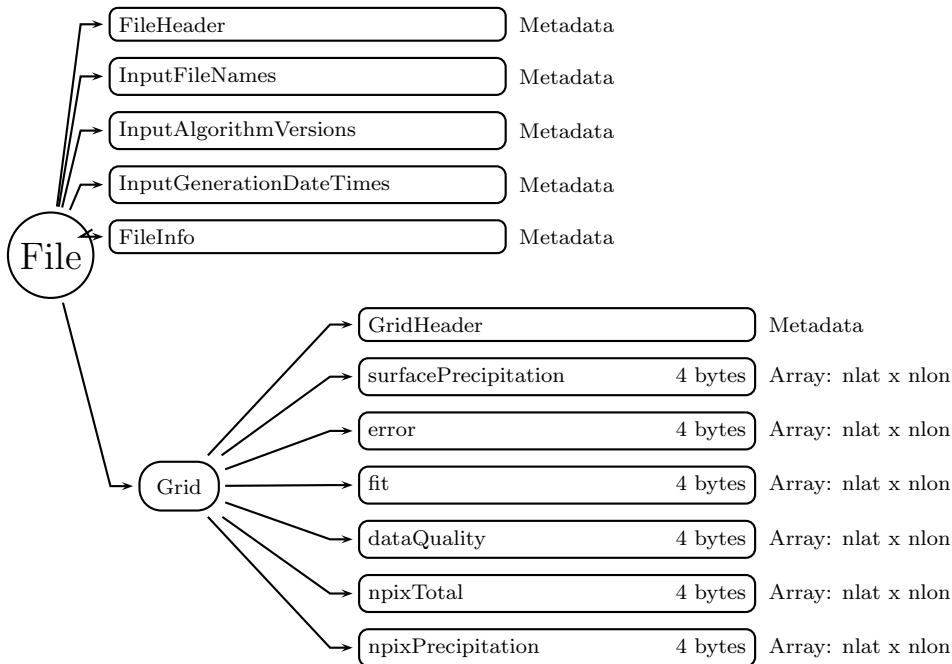 FileHeader Metadata
InputFileNames Metadata
InputAlgorithmVersions Metadata
InputGenerationDateTimes Metadata
FileInfo Metadata
File
GridHeader Metadata
surfacePrecipitation 4 bytes Array: nlat x nlon
error 4 bytes Array: nlat x nlon
Grid
fit 4 bytes Array: nlat x nlon
dataQuality 4 bytes Array: nlat x nlon
npixTotal 4 bytes Array: nlat x nlon
npixPrecipitation 4 bytes Array: nlat x nlon